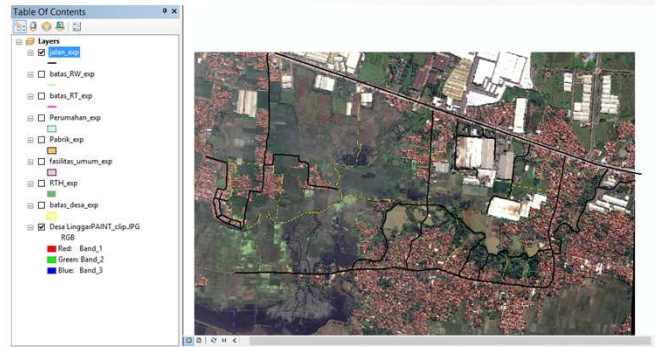 Table Of Contents
Layers
jalan_exp
batas_RW_exp
batas_RT_exp
Perumahan_exp
Pabrik_exp
fasilitas_umum_exp
RTH_exp
batas_desa_exp
Desa LinggarPAINT_clip.JPG
RGB
Red: Band_1
Green: Band_2
Blue: Band_3